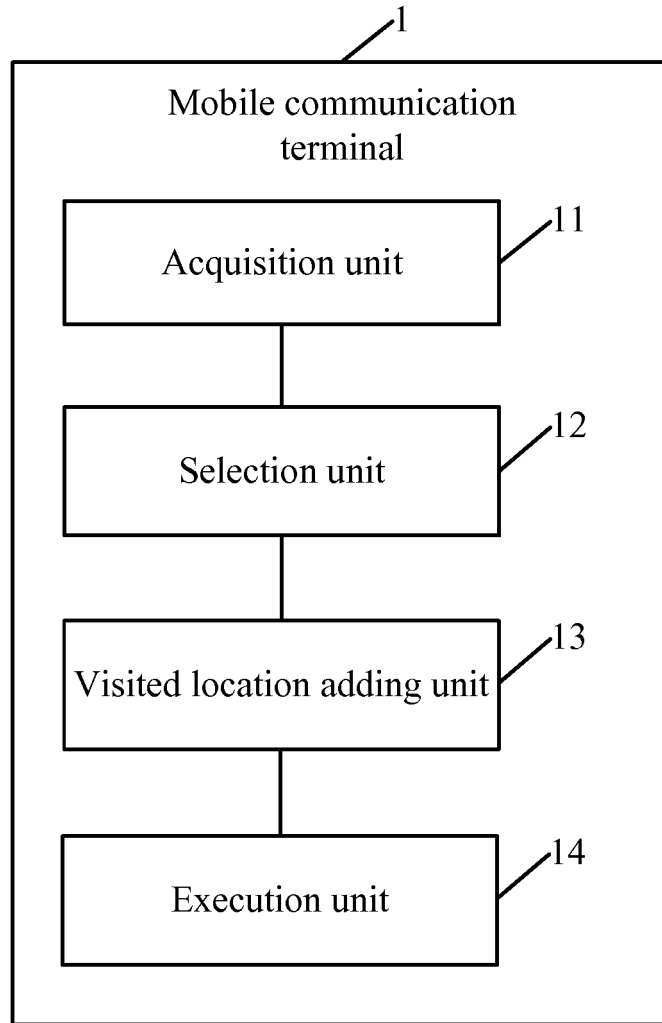 1
Mobile communication
terminal
11
Acquisition unit
12
Selection unit
13
Visited location adding unit
14
Execution unit